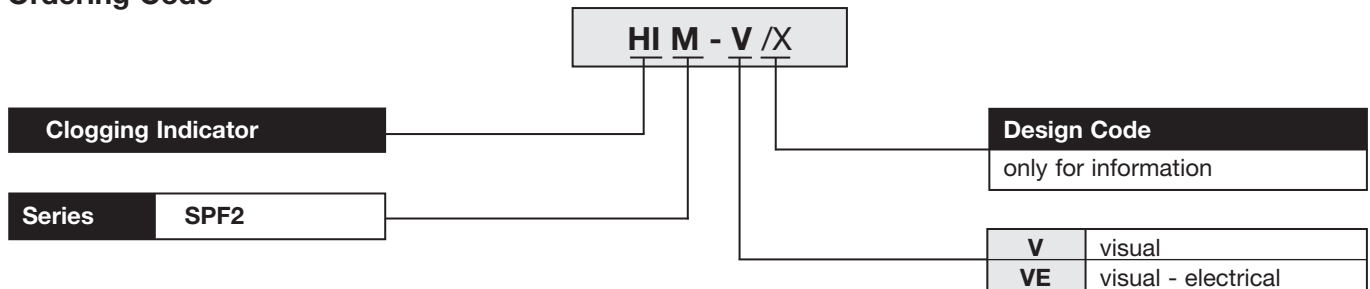 Ordering Code
HI M - V /X
Clogging Indicator
Design Code
only for information
Series SPF2
V visual
VE visual - electrical